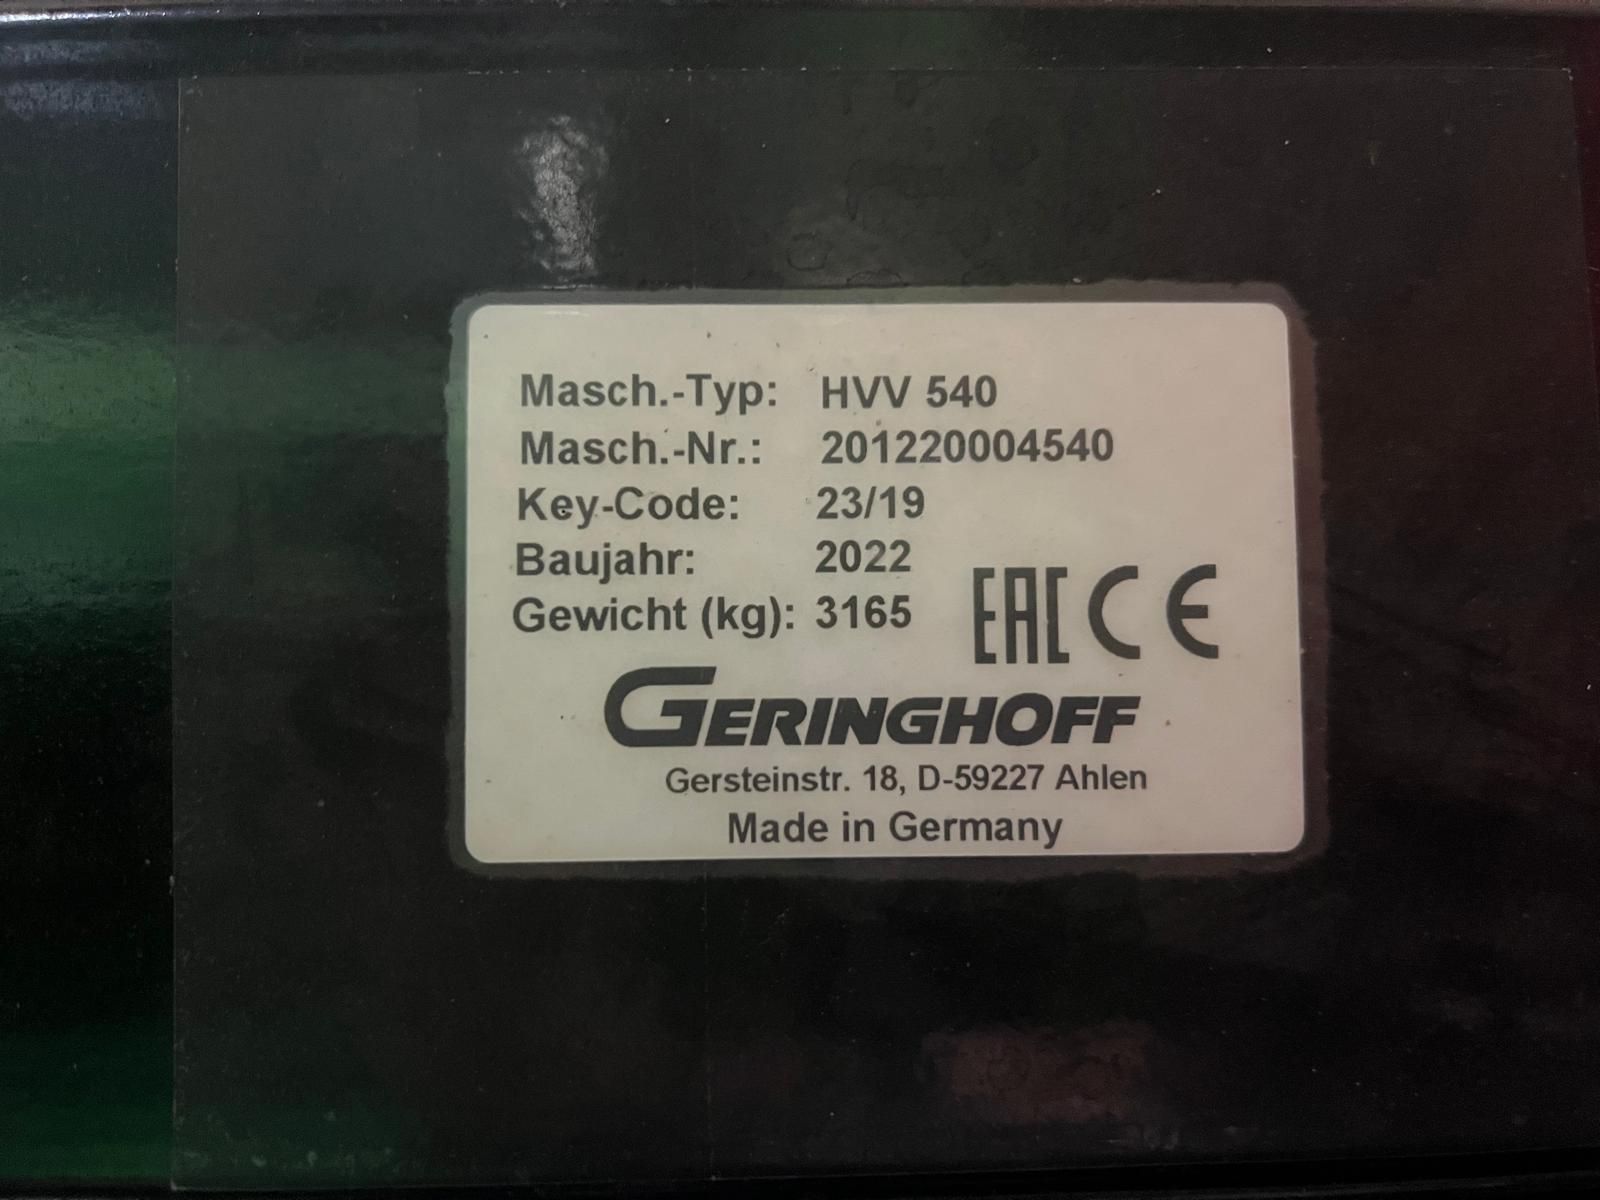 Masch.-Typ: HVV 540
Masch.-Nr.: 201220004540
Key-Code: 23/19
Baujahr: 2022
Gewicht (kg): 3165
EAC CE
GERINGHOFF
Gersteinstr. 18, D-59227 Ahlen
Made in Germany